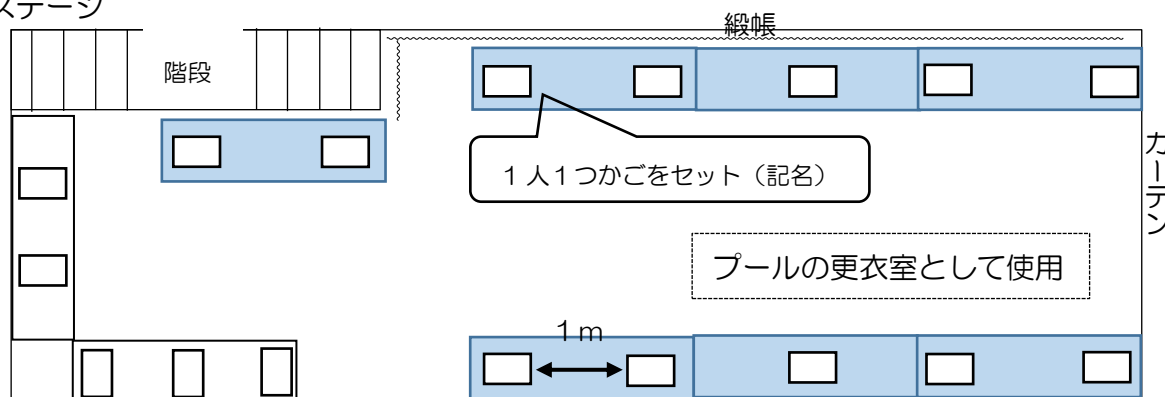 ステージ
緞帳
階段
カーテン
１人１つかごをセット（記名）
プールの更衣室として使用
１ｍ